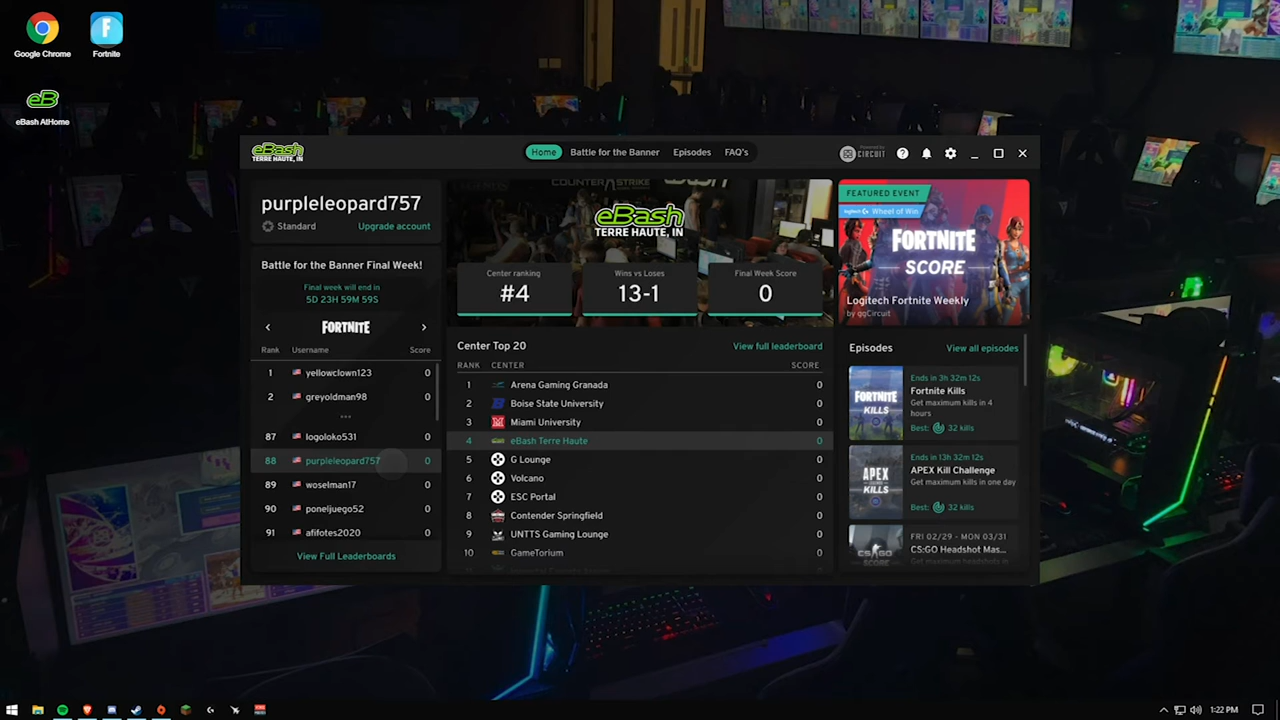 Google Chrome
Fortnite
eB
eBash AtHome
eBash
TERRE HAUTE, IN
Home
Battle for the Banner
Episodes
FAQ's
Powered by
CIRCUIT
purpleleopard757
Standard
Upgrade account
Battle for the Banner Final Week!
Final week will end in
5D 23H 59M 59S
FORTNITE
Rank Username Score
1 yellowclown123 0
2 greyoldman98 0
...
87 logoloko531 0
88 purpleleopard757 0
89 woselman17 0
90 poneljuego52 0
91 afifotes2020 0
View Full Leaderboards
COUNTER STRIKE
eBash
TERRE HAUTE, IN
Center ranking
#4
Wins vs Loses
13-1
Final Week Score
0
Center Top 20
View full leaderboard
RANK CENTER SCORE
1 Arena Gaming Granada 0
2 Boise State University 0
3 Miami University 0
4 eBash Terre Haute 0
5 G Lounge 0
6 Volcano 0
7 ESC Portal 0
8 Contender Springfield 0
9 UNTTS Gaming Lounge 0
10 GameTorium 0
FEATURED EVENT
logitech G Wheel of Win
FORTNITE
SCORE
Logitech Fortnite Weekly
by ggCircuit
Episodes
View all episodes
FORTNITE
KILLS
Ends in 3h 32m 12s
Fortnite Kills
Get maximum kills in 4
hours
Best: 32 kills
APEX
KILLS
Ends in 13h 32m 12s
APEX Kill Challenge
Get maximum kills in one day
Best: 32 kills
CS:GO
SCORE
FRI 02/29 - MON 03/31
CS:GO Headshot Mas...
Get maximum headshots in
1:22 PM